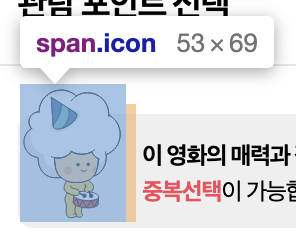 관람 포인트 선택
span.icon 53 × 69
이 영화의 매력과
중복선택이 가능합